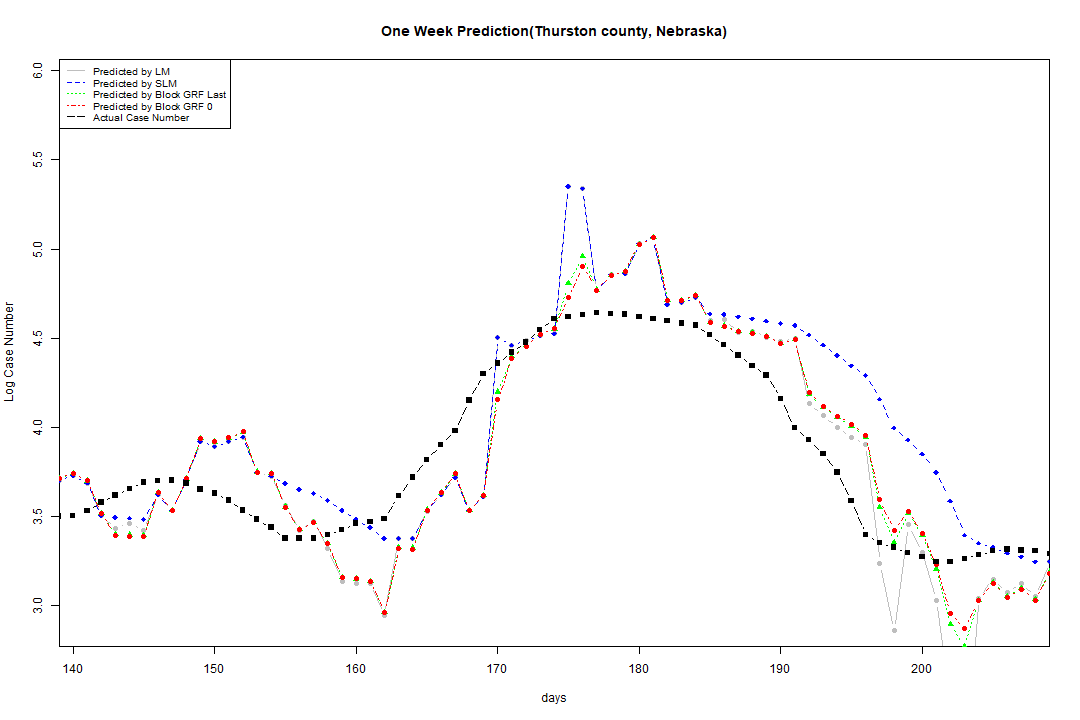 One Week Prediction(Thurston county, Nebraska)
6.0
5.5
5.0
4.5
4.0
3.5
3.0
Log Case Number
Predicted by LM
Predicted by SLM
Predicted by Block GRF Last
Predicted by Block GRF 0
Actual Case Number
140 150 160 170 180 190 200
days